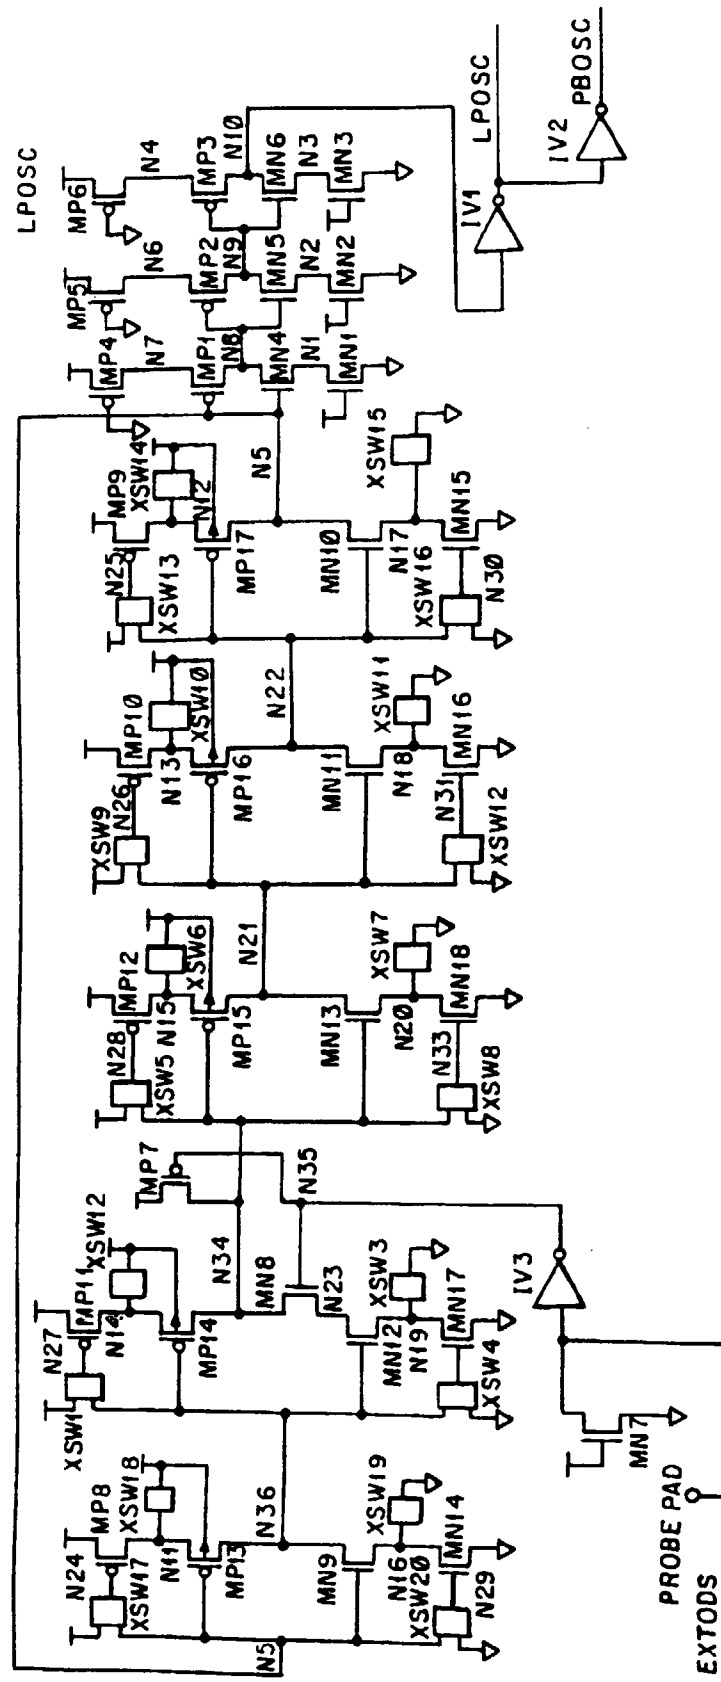 LPOSC
N24
MP8
XSW18
XSW17
N11
MP13
N36
N5
MN9
XSW19
N16
XSW20
MN14
N29
N27
MP11
XSW12
XSW1
N14
MP14
N34
MN8
N23
MN12
XSW3
N19
MN17
XSW4
MP7
N35
N28
MP12
XSW5
N15
XSW6
MP15
N21
MN13
XSW7
N20
N33
MN18
XSW8
XSW9
N26
MP10
N13
XSW10
MP16
N22
MN11
XSW11
N18
N31
MN16
XSW12
N25
MP9
XSW14
XSW13
N12
MP17
N5
MN10
XSW15
N17
XSW16
MN15
N30
MP4
N7
MP1
N8
MN4
N1
MN1
MP5
N6
MP2
N9
MN5
N2
MN2
MP6
N4
MP3
N10
MN6
N3
MN3
LPOSC
IV1
PBOSC
IV2
IV3
MN7
PROBE PAD
EXTODS